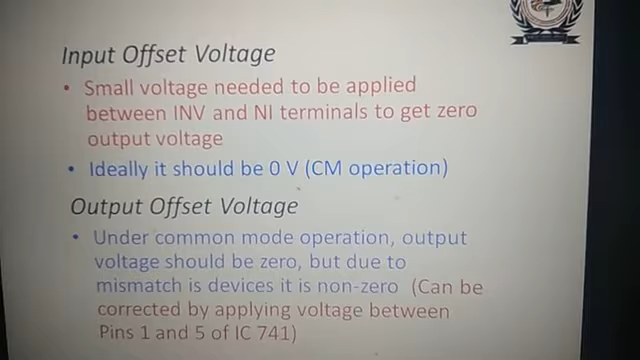 Input Offset Voltage
• Small voltage needed to be applied
between INV and NI terminals to get zero
output voltage
• Ideally it should be 0 V (CM operation)
Output Offset Voltage
• Under common mode operation, output
voltage should be zero, but due to
mismatch is devices it is non-zero (Can be
corrected by applying voltage between
Pins 1 and 5 of IC 741)